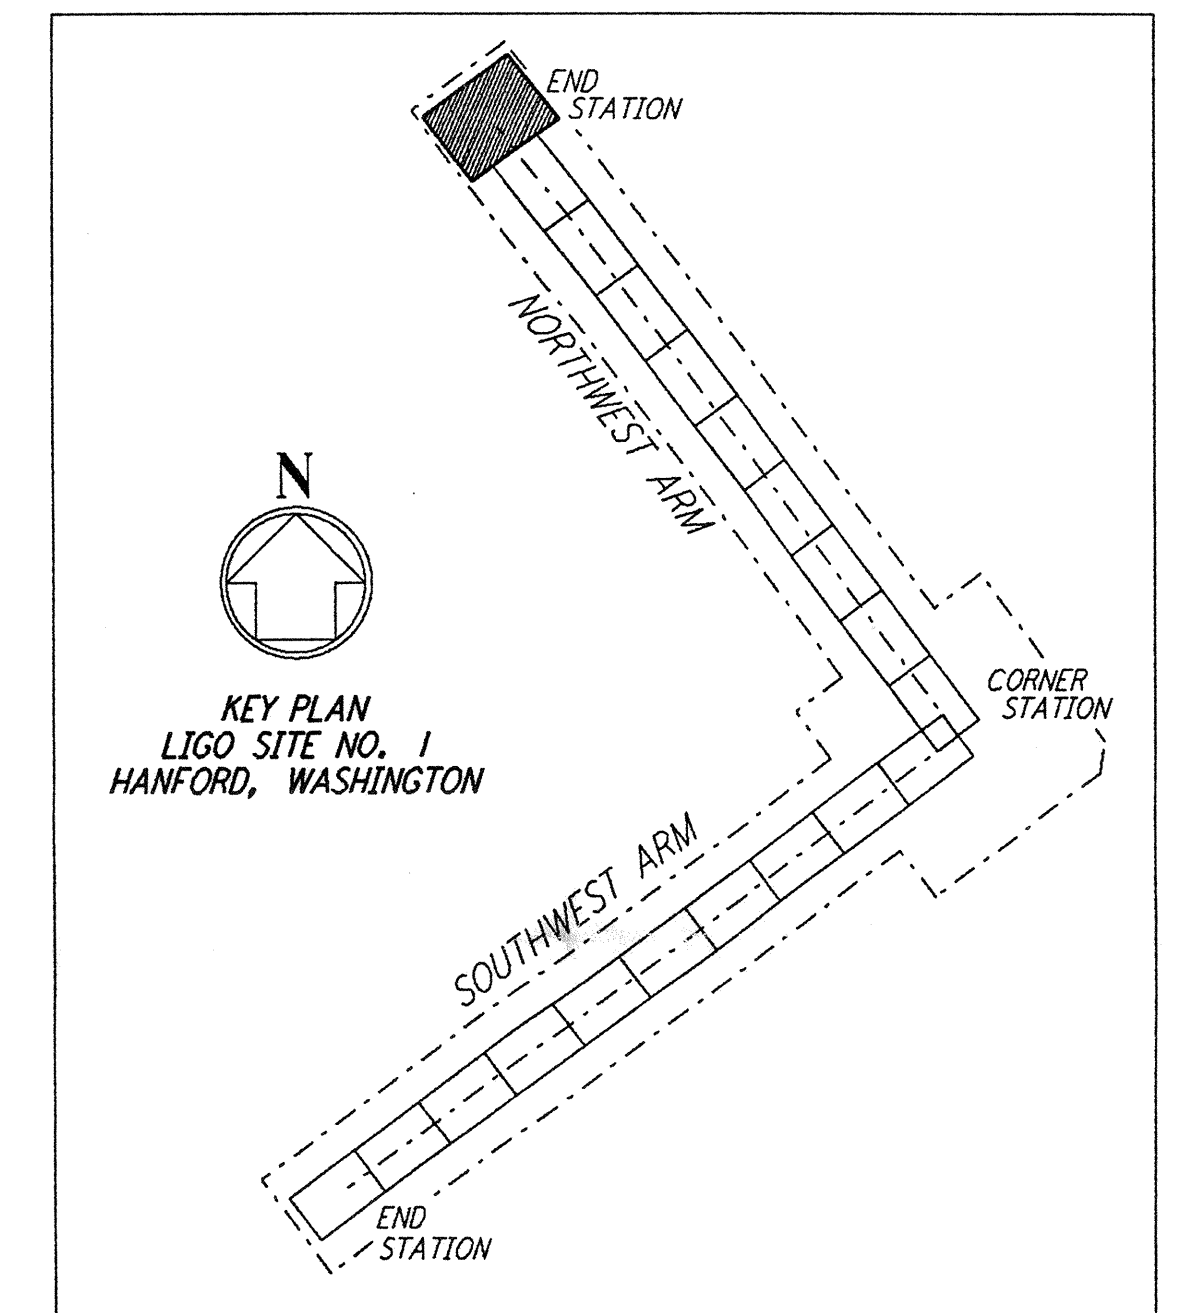 END
STATION
NORTHWEST ARM
N
KEY PLAN
LIGO SITE NO. 1
HANFORD, WASHINGTON
CORNER
STATION
SOUTHWEST ARM
END
STATION